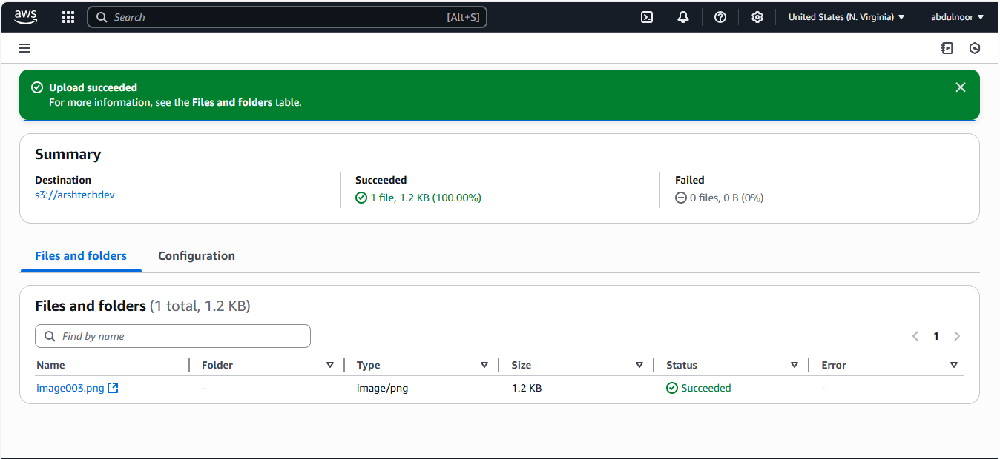 aws
Search [Alt+S] United States (N. Virginia) abdulnoor
Upload succeeded
For more information, see the Files and folders table.
Summary
Destination Succeeded Failed
s3://arshtechdev 1 file, 1.2 KB (100.00%) 0 files, 0 B (0%)
Files and folders Configuration
Files and folders (1 total, 1.2 KB)
Find by name 1
Name Folder Type Size Status Error
image003.png - image/png 1.2 KB Succeeded -